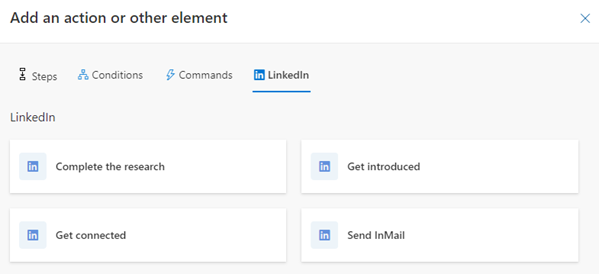 Add an action or other element
Steps Conditions Commands LinkedIn
LinkedIn
Complete the research Get introduced
Get connected Send InMail